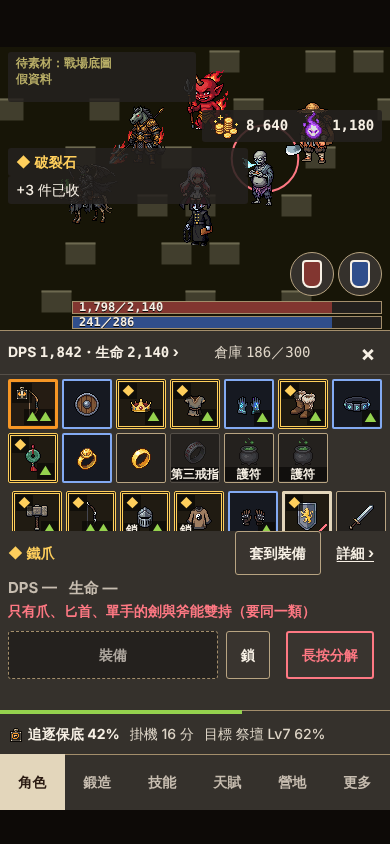 待素材：戰場底圖
假資料
8,640
1,180
◆ 破裂石
+3 件已收
1,798／2,140
241／286
DPS 1,842・生命 2,140 ›
倉庫 186／300
×
第三戒指
護符
護符
鎖
鎖
◆ 鐵爪
套到裝備
詳細 ›
DPS — 生命 —
只有爪、匕首、單手的劍與斧能雙持（要同一類）
裝備
鎖
長按分解
追逐保底 42% 掛機 16 分 目標 祭壇 Lv7 62%
角色
鍛造
技能
天賦
營地
更多